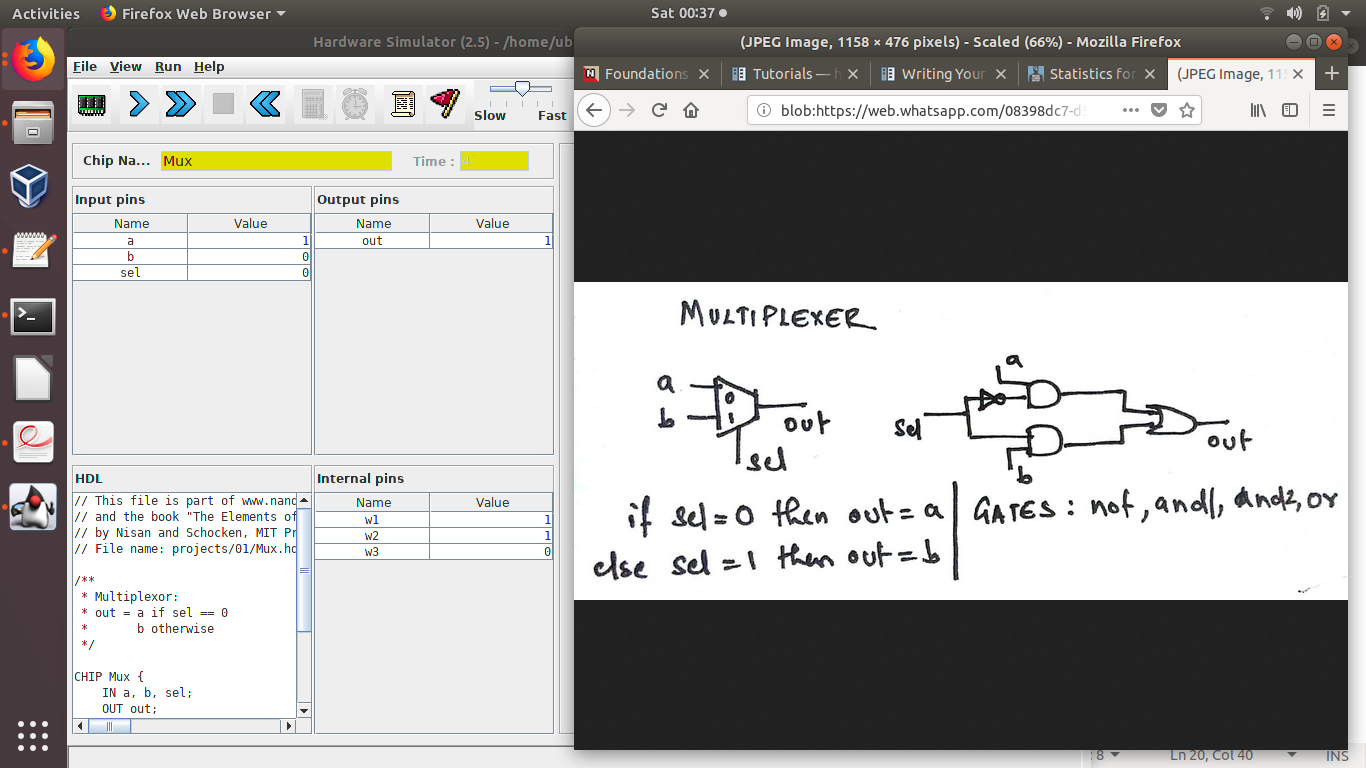 Activities Firefox Web Browser Sat 00:37
Hardware Simulator (2.5) - /home/ub
File View Run Help
Slow Fast
Chip Na... Mux Time : 4
Input pins
Name Value
a 1
b 0
sel 0
Output pins
Name Value
out 1
HDL
// This file is part of www.nand
// and the book "The Elements of
// by Nisan and Schocken, MIT Pr
// File name: projects/01/Mux.hd
/**
* Multiplexor:
* out = a if sel == 0
* b otherwise
*/
CHIP Mux {
IN a, b, sel;
OUT out;
Internal pins
Name Value
w1 1
w2 1
w3 0
(JPEG Image, 1158 × 476 pixels) - Scaled (66%) - Mozilla Firefox
Foundations Tutorials — h Writing Your Statistics for (JPEG Image, 115
blob:https://web.whatsapp.com/08398dc7-d
MULTIPLEXER
a
b
0
1
out
sel
a
sel
out
b
if sel = 0 then out = a
else sel = 1 then out = b
GATES : not, and1, and2, or
8 Ln 20, Col 40 INS